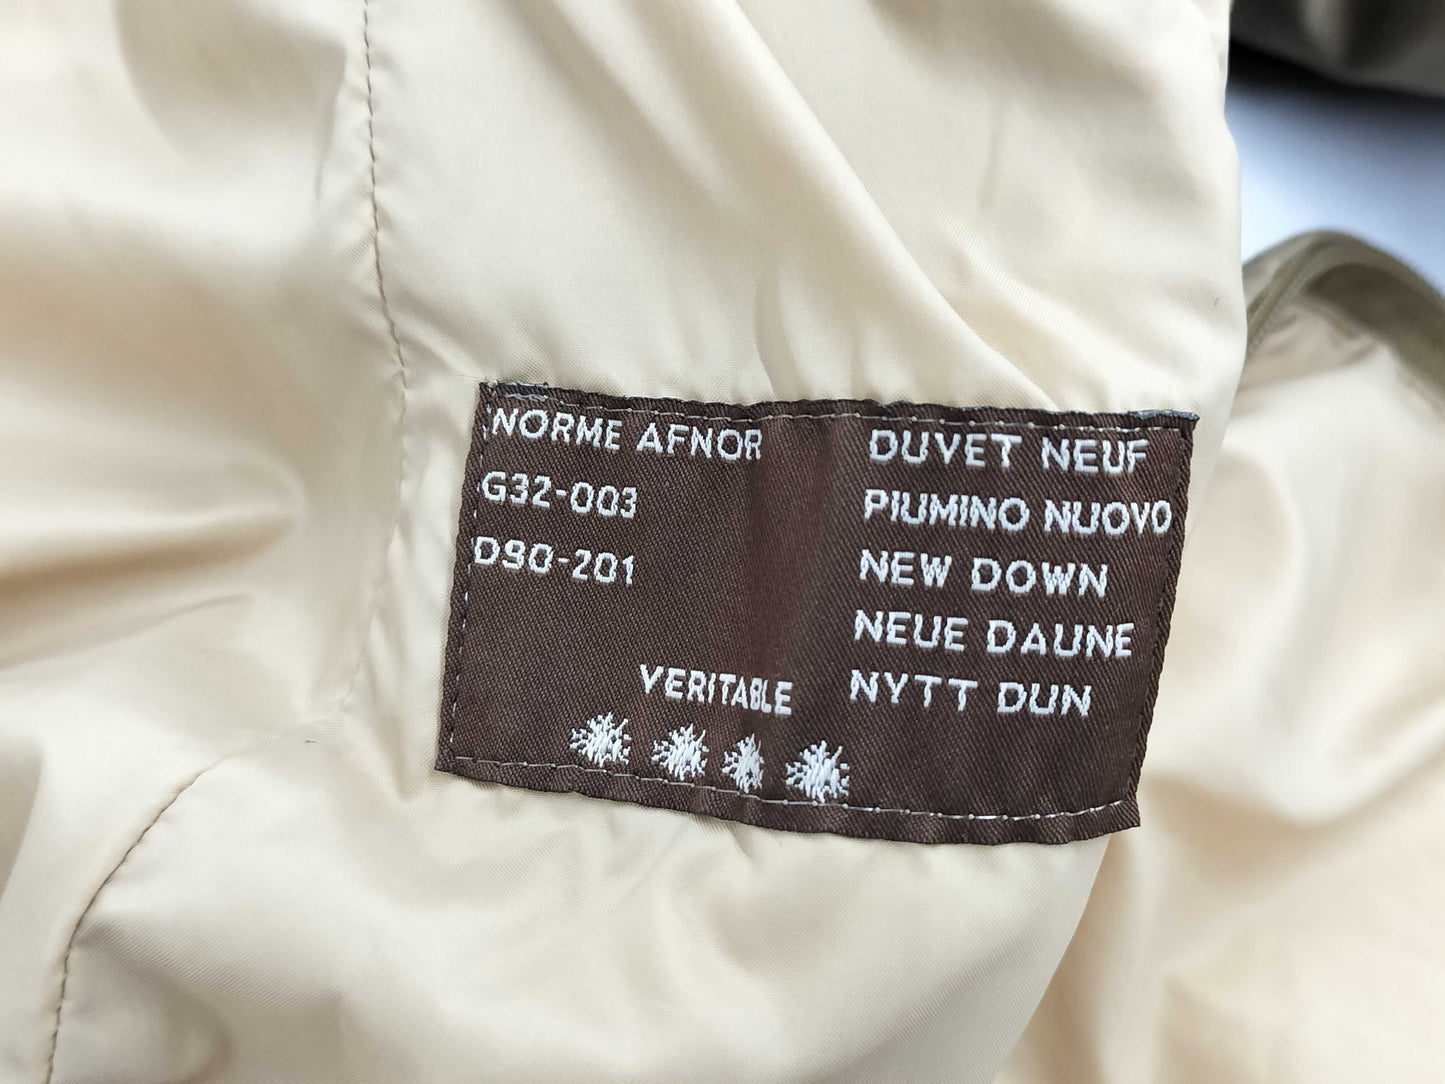 NORME AFNOR
G32-003
D90-201
VERITABLE
DUVET NEUF
PIUMINO NUOVO
NEW DOWN
NEUE DAUNE
NYTT DUN